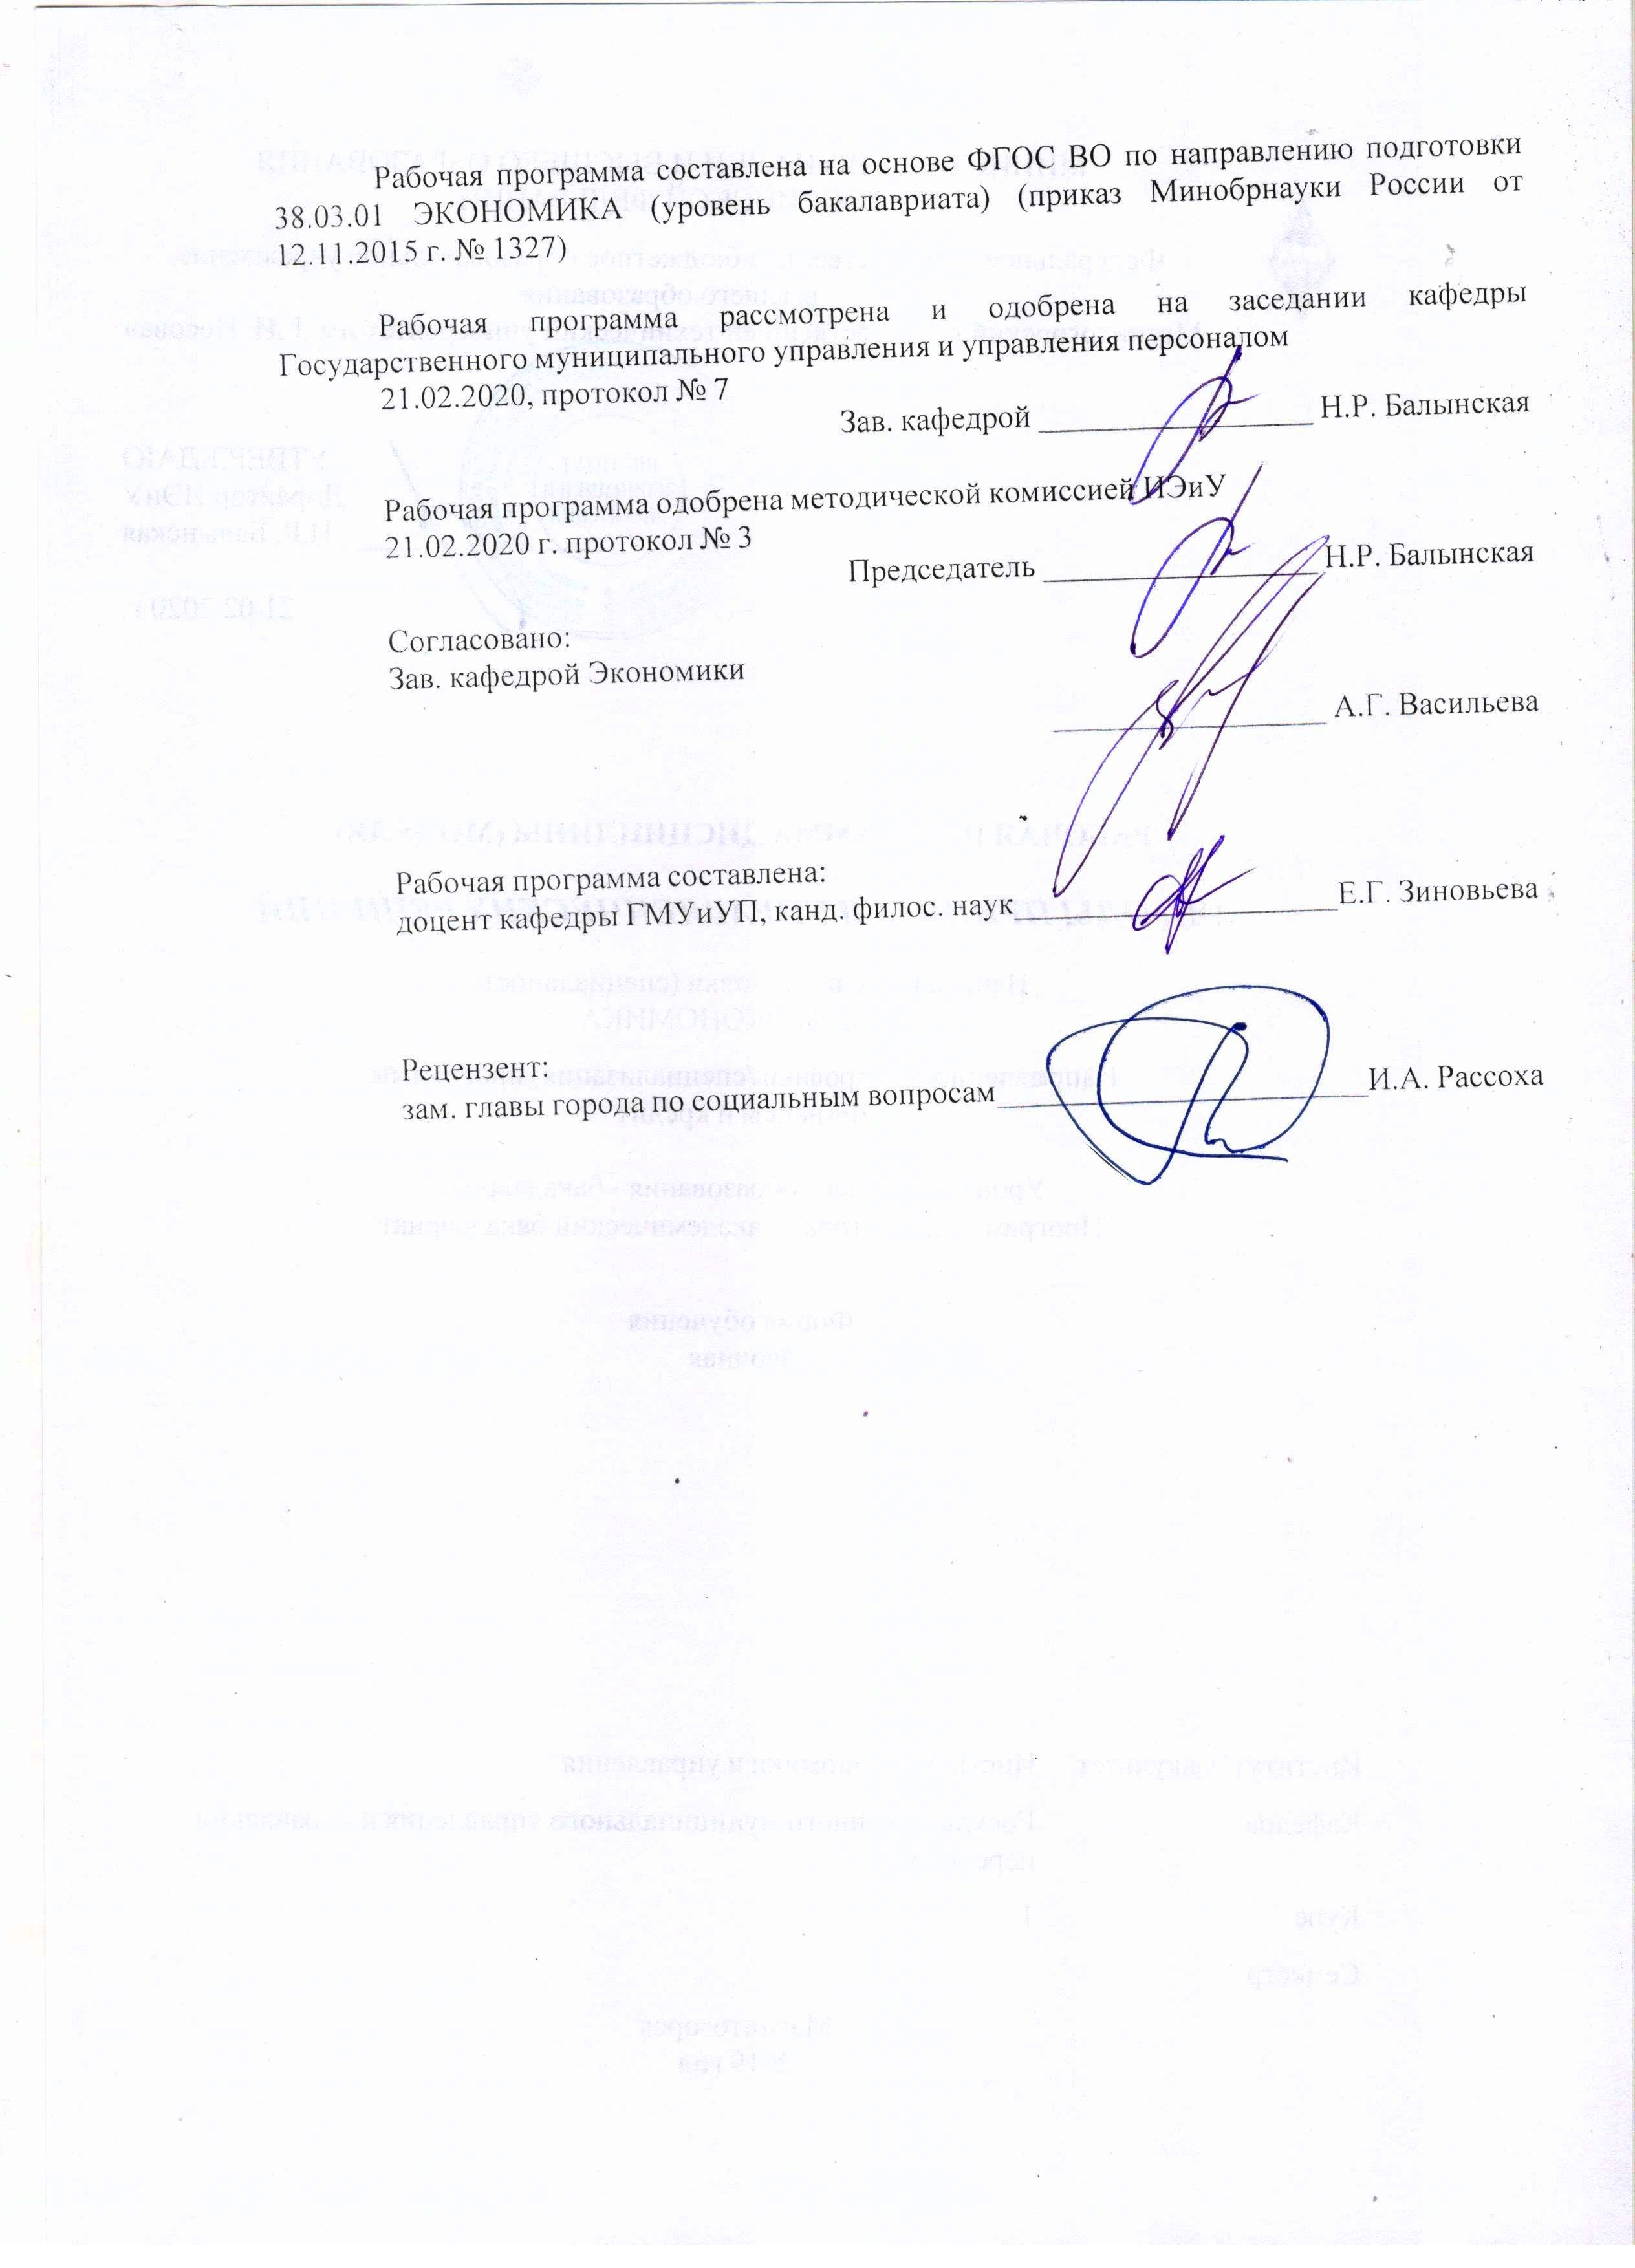 Рабочая программа составлена на основе ФГОС ВО по направлению подготовки
38.03.01 ЭКОНОМИКА (уровень бакалавриата) (приказ Минобрнауки России от
12.11.2015 г. № 1327)
Рабочая программа рассмотрена и одобрена на заседании кафедры
Государственного муниципального управления и управления персоналом
21.02.2020, протокол № 7
Зав. кафедрой Н.Р. Балынская
Рабочая программа одобрена методической комиссией ИЭиУ
21.02.2020 г. протокол № 3
Председатель Н.Р. Балынская
Согласовано:
Зав. кафедрой Экономики
А.Г. Васильева
Рабочая программа составлена:
доцент кафедры ГМУиУП, канд. филос. наук Е.Г. Зиновьева
Рецензент:
зам. главы города по социальным вопросам И.А. Рассоха